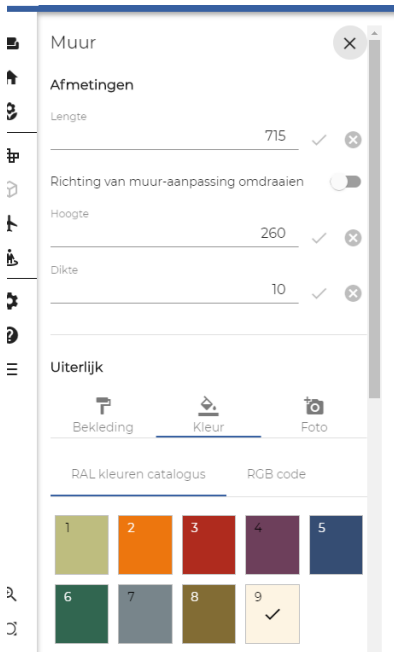 Muur
Afmetingen
Lengte
715
Richting van muur-aanpassing omdraaien
Hoogte
260
Dikte
10
Uiterlijk
Bekleding Kleur Foto
RAL kleuren catalogus RGB code
1 2 3 4 5
6 7 8 9